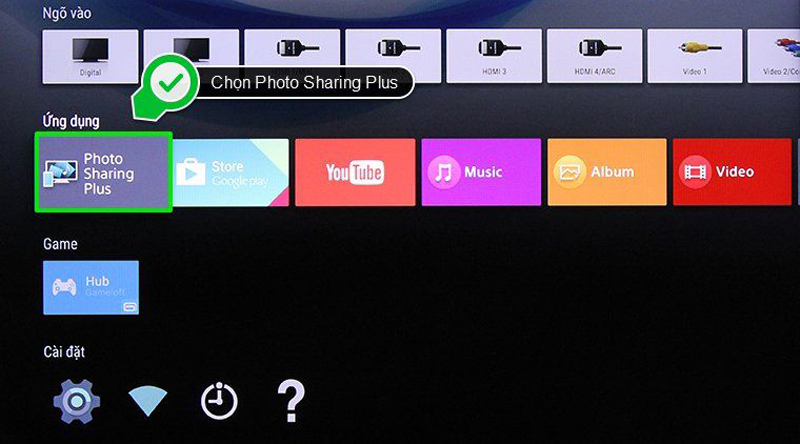 Ngõ vào
Digital
HDMI 3
HDMI 4/ARC
Video 1
Chọn Photo Sharing Plus
Ứng dụng
Photo
Sharing
Plus
Store
Google play
YouTube
Music
Album
Video
Game
Hub
Gameloft
Cài đặt
?